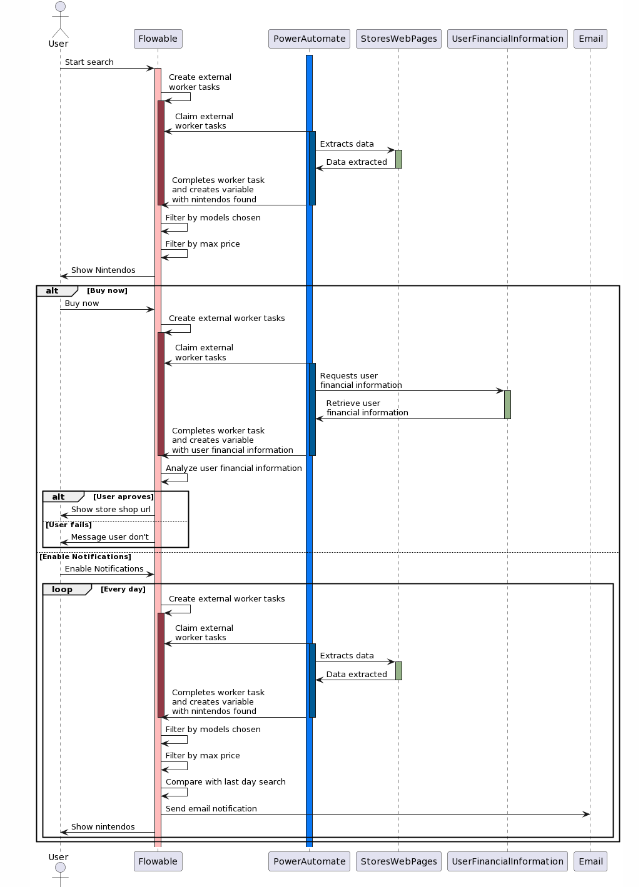 User
Flowable
PowerAutomate
StoresWebPages
UserFinancialInformation
Email
Start search
Create external
worker tasks
Claim external
worker tasks
Extracts data
Data extracted
Completes worker task
and creates variable
with nintendos found
Filter by models chosen
Filter by max price
Show Nintendos
alt
[Buy now]
Buy now
Create external worker tasks
Claim external
worker tasks
Requests user
financial information
Retrieve user
financial information
Completes worker task
and creates variable
with user financial information
Analyze user financial information
alt
[User aproves]
Show store shop url
[User fails]
Message user don't
[Enable Notifications]
Enable Notifications
loop
[Every day]
Create external worker tasks
Claim external
worker tasks
Extracts data
Data extracted
Completes worker task
and creates variable
with nintendos found
Filter by models chosen
Filter by max price
Compare with last day search
Send email notification
Show nintendos
User
Flowable
PowerAutomate
StoresWebPages
UserFinancialInformation
Email